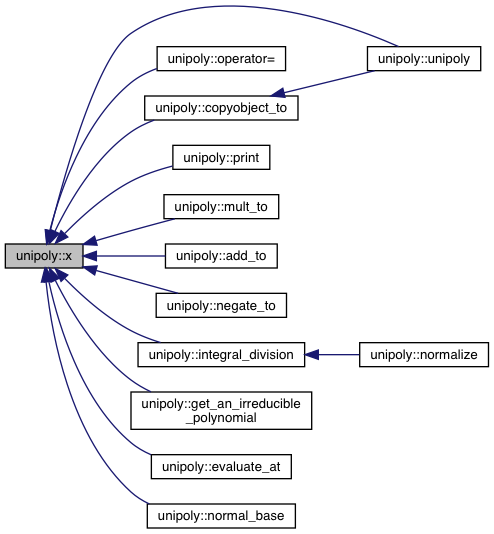 unipoly::operator=
unipoly::unipoly
unipoly::copyobject_to
unipoly::print
unipoly::mult_to
unipoly::x
unipoly::add_to
unipoly::negate_to
unipoly::integral_division
unipoly::normalize
unipoly::get_an_irreducible
_polynomial
unipoly::evaluate_at
unipoly::normal_base